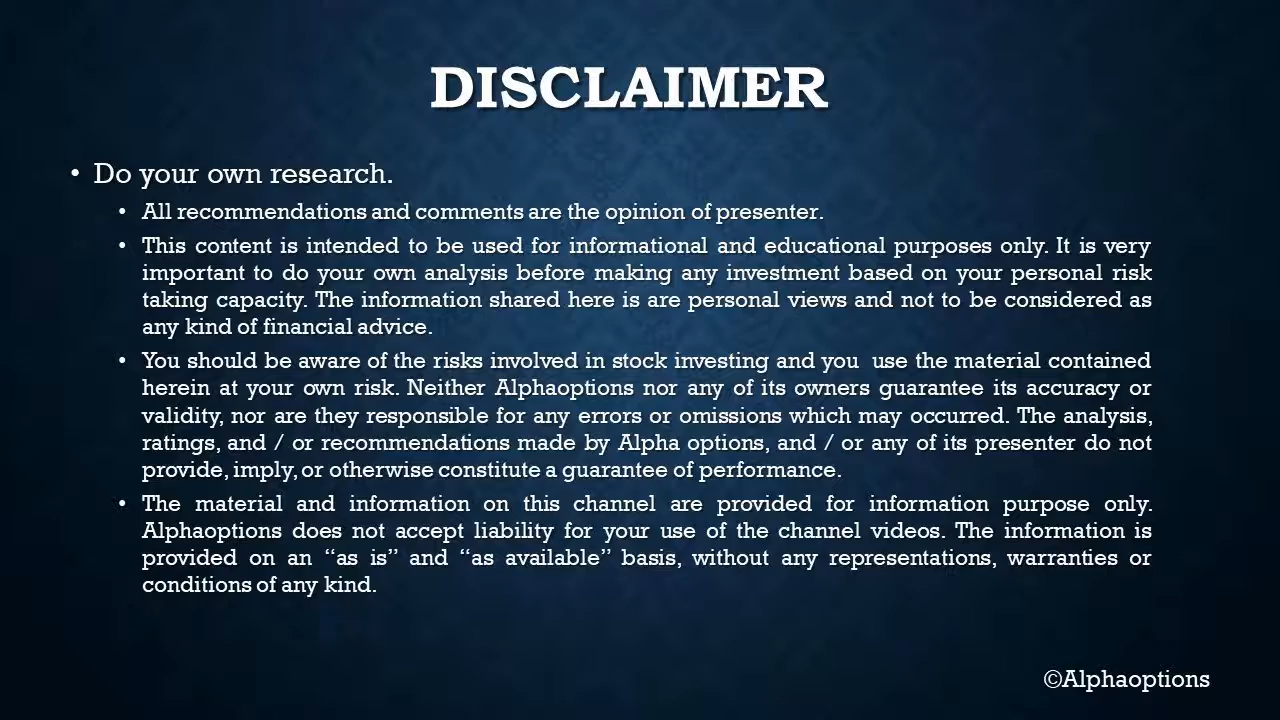 DISCLAIMER
• Do your own research.
• All recommendations and comments are the opinion of presenter.
• This content is intended to be used for informational and educational purposes only. It is very
important to do your own analysis before making any investment based on your personal risk
taking capacity. The information shared here is are personal views and not to be considered as
any kind of financial advice.
• You should be aware of the risks involved in stock investing and you use the material contained
herein at your own risk. Neither Alphaoptions nor any of its owners guarantee its accuracy or
validity, nor are they responsible for any errors or omissions which may occurred. The analysis,
ratings, and / or recommendations made by Alpha options, and / or any of its presenter do not
provide, imply, or otherwise constitute a guarantee of performance.
• The material and information on this channel are provided for information purpose only.
Alphaoptions does not accept liability for your use of the channel videos. The information is
provided on an “as is” and “as available” basis, without any representations, warranties or
conditions of any kind.
©Alphaoptions